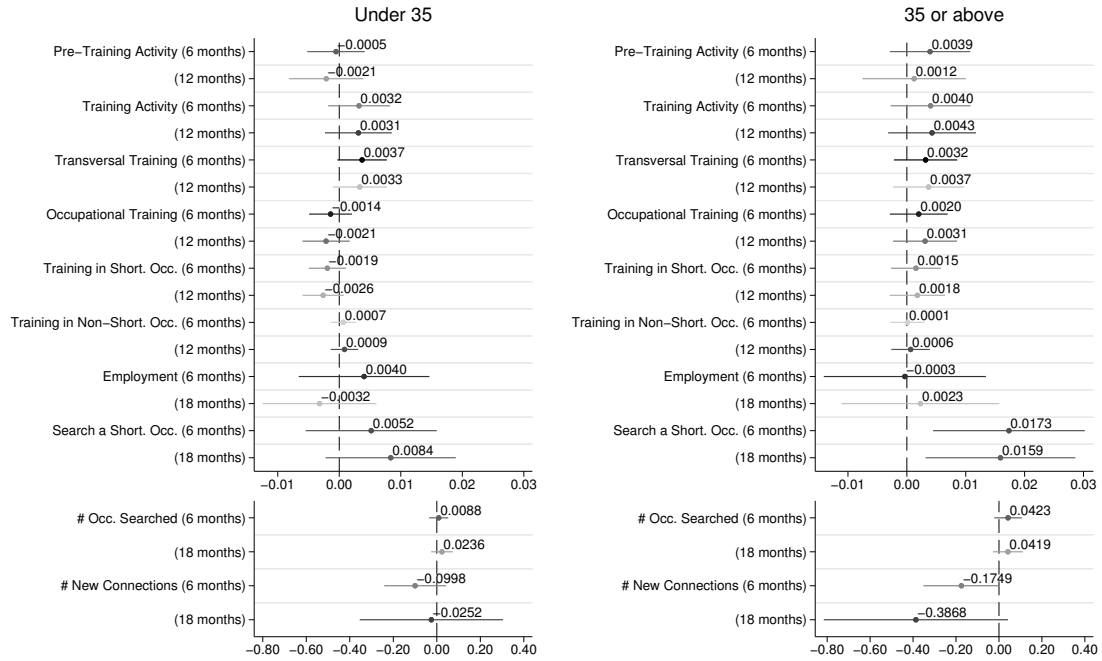 Under 35
Pre−Training Activity (6 months)
−0.0005
(12 months)
−0.0021
Training Activity (6 months)
0.0032
(12 months)
0.0031
Transversal Training (6 months)
0.0037
(12 months)
0.0033
Occupational Training (6 months)
−0.0014
(12 months)
−0.0021
Training in Short. Occ. (6 months)
−0.0019
(12 months)
−0.0026
Training in Non−Short. Occ. (6 months)
0.0007
(12 months)
0.0009
Employment (6 months)
0.0040
(18 months)
−0.0032
Search a Short. Occ. (6 months)
0.0052
(18 months)
0.0084
−0.01 0.00 0.01 0.02 0.03
# Occ. Searched (6 months)
0.0088
(18 months)
0.0236
# New Connections (6 months)
−0.0998
(18 months)
−0.0252
−0.80 −0.60 −0.40 −0.20 0.00 0.20 0.40
35 or above
Pre−Training Activity (6 months)
0.0039
(12 months)
0.0012
Training Activity (6 months)
0.0040
(12 months)
0.0043
Transversal Training (6 months)
0.0032
(12 months)
0.0037
Occupational Training (6 months)
0.0020
(12 months)
0.0031
Training in Short. Occ. (6 months)
0.0015
(12 months)
0.0018
Training in Non−Short. Occ. (6 months)
0.0001
(12 months)
0.0006
Employment (6 months)
−0.0003
(18 months)
0.0023
Search a Short. Occ. (6 months)
0.0173
(18 months)
0.0159
−0.01 0.00 0.01 0.02 0.03
# Occ. Searched (6 months)
0.0423
(18 months)
0.0419
# New Connections (6 months)
−0.1749
(18 months)
−0.3868
−0.80 −0.60 −0.40 −0.20 0.00 0.20 0.40